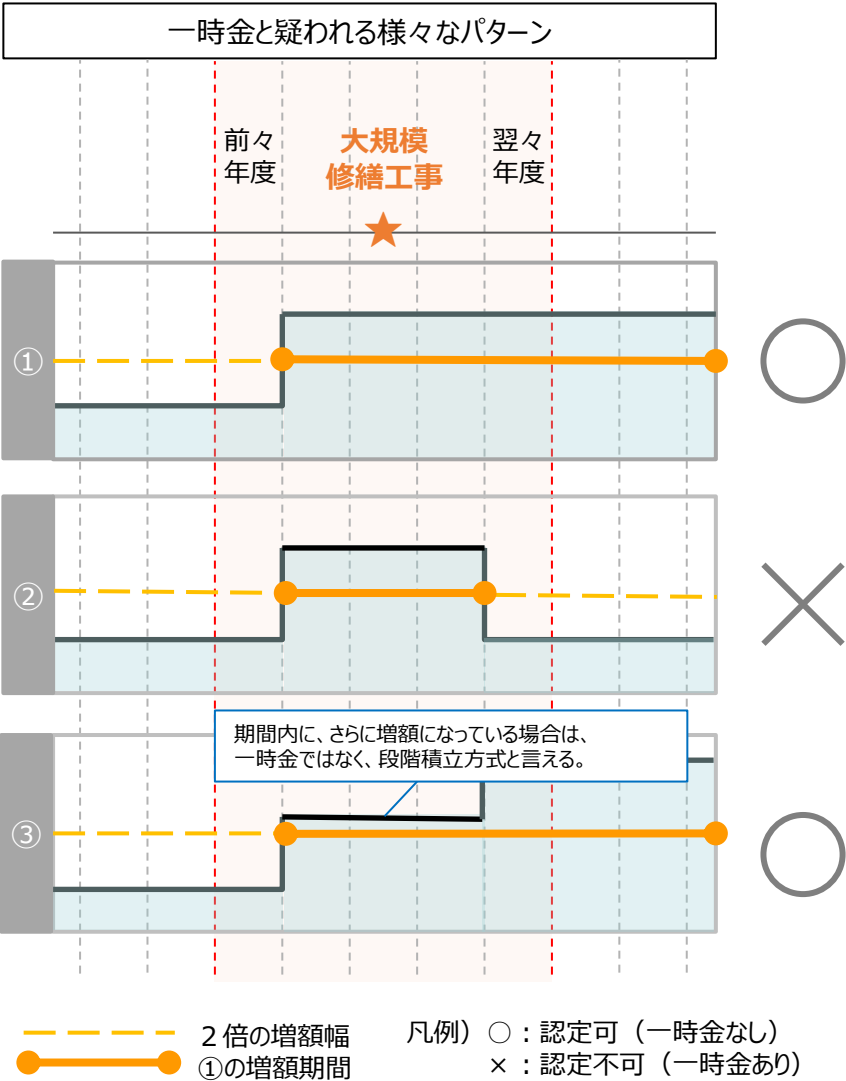 一時金と疑われる様々なパターン
前々
年度
大規模
修繕工事
翌々
年度
①
②
期間内に、さらに増額になっている場合は、
一時金ではなく、段階積立方式と言える。
③
２倍の増額幅
①の増額期間
凡例）○：認定可（一時金なし）
×：認定不可（一時金あり）